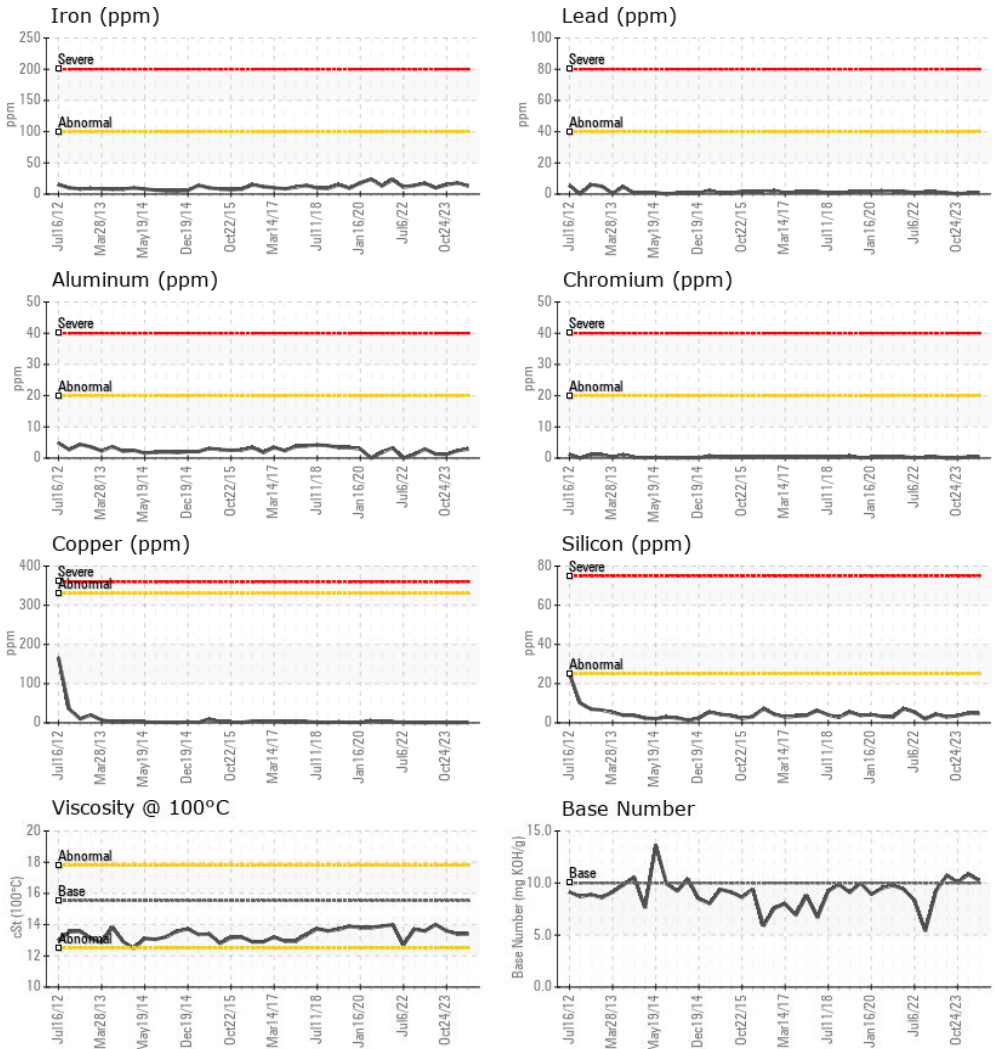 Iron (ppm)
250
200
150
100
50
0
ppm
Severe
Abnormal
Jul16/12
Mar28/13
May19/14
Dec19/14
Oct22/15
Mar14/17
Jul11/18
Jan16/20
Jul6/22
Oct24/23
Lead (ppm)
100
80
60
40
20
0
ppm
Severe
Abnormal
Jul16/12
Mar28/13
May19/14
Dec19/14
Oct22/15
Mar14/17
Jul11/18
Jan16/20
Jul6/22
Oct24/23
Aluminum (ppm)
50
40
30
20
10
0
ppm
Severe
Abnormal
Jul16/12
Mar28/13
May19/14
Dec19/14
Oct22/15
Mar14/17
Jul11/18
Jan16/20
Jul6/22
Oct24/23
Chromium (ppm)
50
40
30
20
10
0
ppm
Severe
Abnormal
Jul16/12
Mar28/13
May19/14
Dec19/14
Oct22/15
Mar14/17
Jul11/18
Jan16/20
Jul6/22
Oct24/23
Copper (ppm)
400
300
200
100
0
ppm
Severe
Abnormal
Jul16/12
Mar28/13
May19/14
Dec19/14
Oct22/15
Mar14/17
Jul11/18
Jan16/20
Jul6/22
Oct24/23
Silicon (ppm)
80
60
40
20
0
ppm
Severe
Abnormal
Jul16/12
Mar28/13
May19/14
Dec19/14
Oct22/15
Mar14/17
Jul11/18
Jan16/20
Jul6/22
Oct24/23
Viscosity @ 100°C
20
18
16
14
12
10
cSt (100°C)
Abnormal
Base
Abnormal
Jul16/12
Mar28/13
May19/14
Dec19/14
Oct22/15
Mar14/17
Jul11/18
Jan16/20
Jul6/22
Oct24/23
Base Number
15.0
10.0
5.0
0.0
Base Number (mg KOH/g)
Base
Jul16/12
Mar28/13
May19/14
Dec19/14
Oct22/15
Mar14/17
Jul11/18
Jan16/20
Jul6/22
Oct24/23